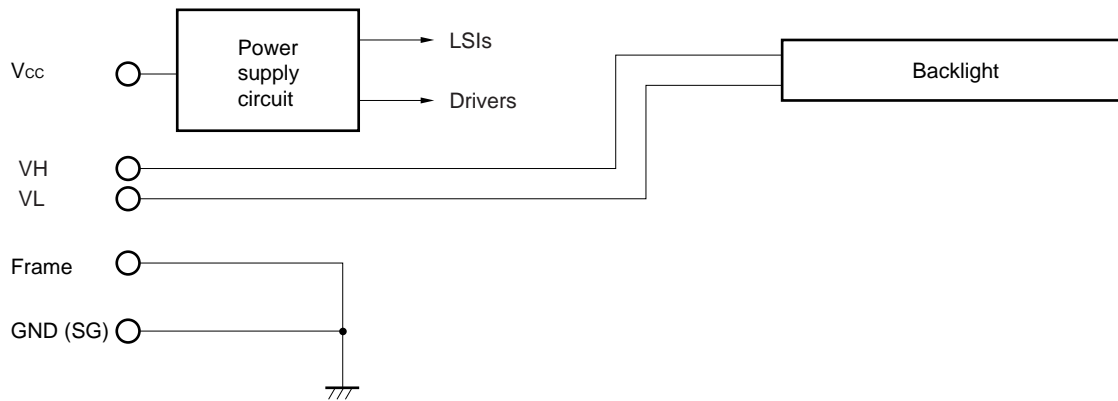 Power
supply
circuit
LSIs
Drivers
Backlight
Vcc
VH
VL
Frame
GND (SG)